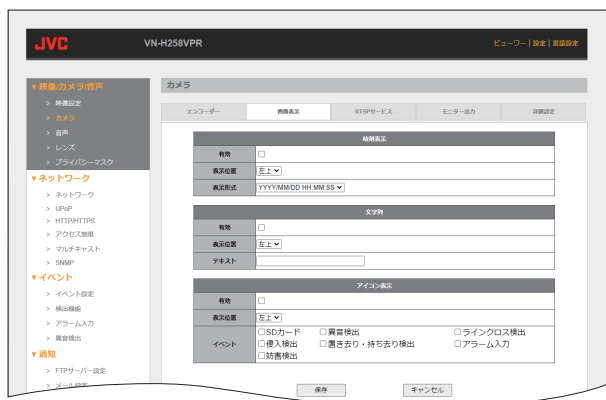 JVC VN-H258VPR ビューワー | 設定 | 言語設定
▼映像/カメラ/音声
> 映像設定
> カメラ
> 音声
> レンズ
> プライバシーマスク
▼ネットワーク
> ネットワーク
> UPnP
> HTTP/HTTPS
> アクセス制限
> マルチキャスト
> SNMP
▼イベント
> イベント設定
> 検出機能
> アラーム入力
> 異音検出
▼通知
> FTPサーバー設定
> メール設定
カメラ
エンコーダー 画面表示 RTSPサービス モニター出力 詳細設定
時刻表示
有効
表示位置 左上
表示形式 YYYY/MM/DD HH:MM:SS
文字列
有効
表示位置 左上
テキスト
アイコン表示
有効
表示位置 左上
イベント
SDカード 異音検出 ラインクロス検出
侵入検出 置き去り・持ち去り検出 アラーム入力
妨害検出
保存 キャンセル